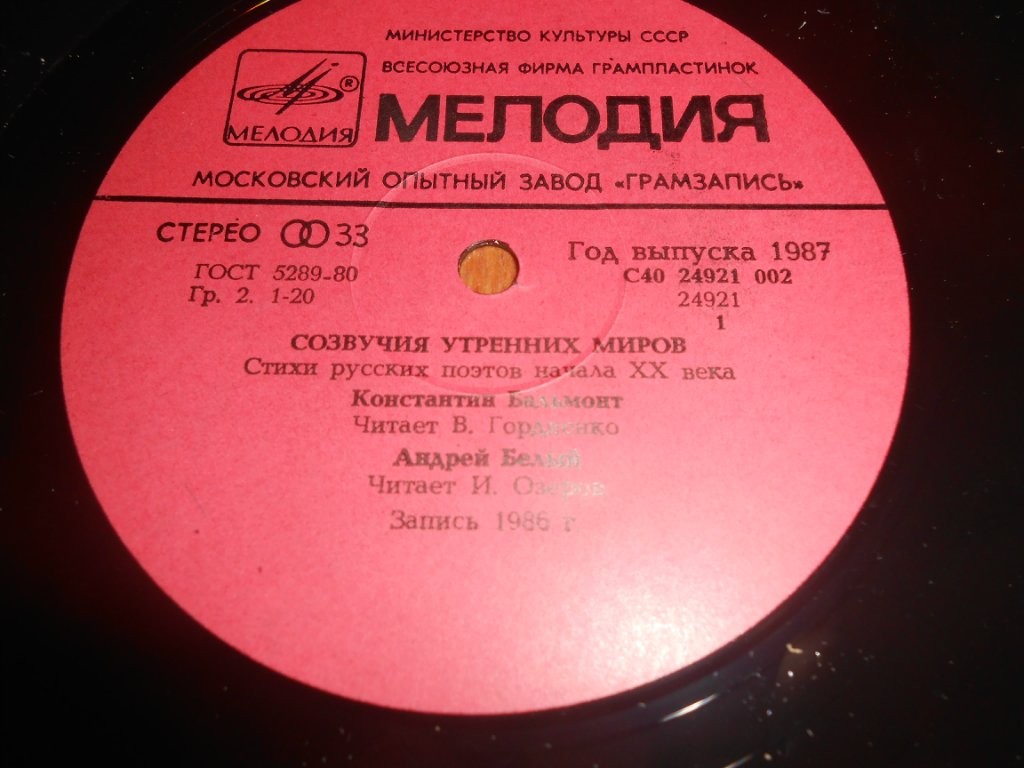 МИНИСТЕРСТВО КУЛЬТУРЫ СССР
ВСЕСОЮЗНАЯ ФИРМА ГРАМПЛАСТИНОК
® МЕЛОДИЯ
МЕЛОДИЯ
МОСКОВСКИЙ ОПЫТНЫЙ ЗАВОД «ГРАМЗАПИСЬ»
СТЕРЕО 33
Год выпуска 1987
ГОСТ 5289-80
С40 24921 002
Гр. 2. 1-20
24921
1
СОЗВУЧИЯ УТРЕННИХ МИРОВ
Стихи русских поэтов начала XX века
Константин Бальмонт
Читает В. Гордиенко
Андрей Белый
Читает И. Озеров
Запись 1986 г